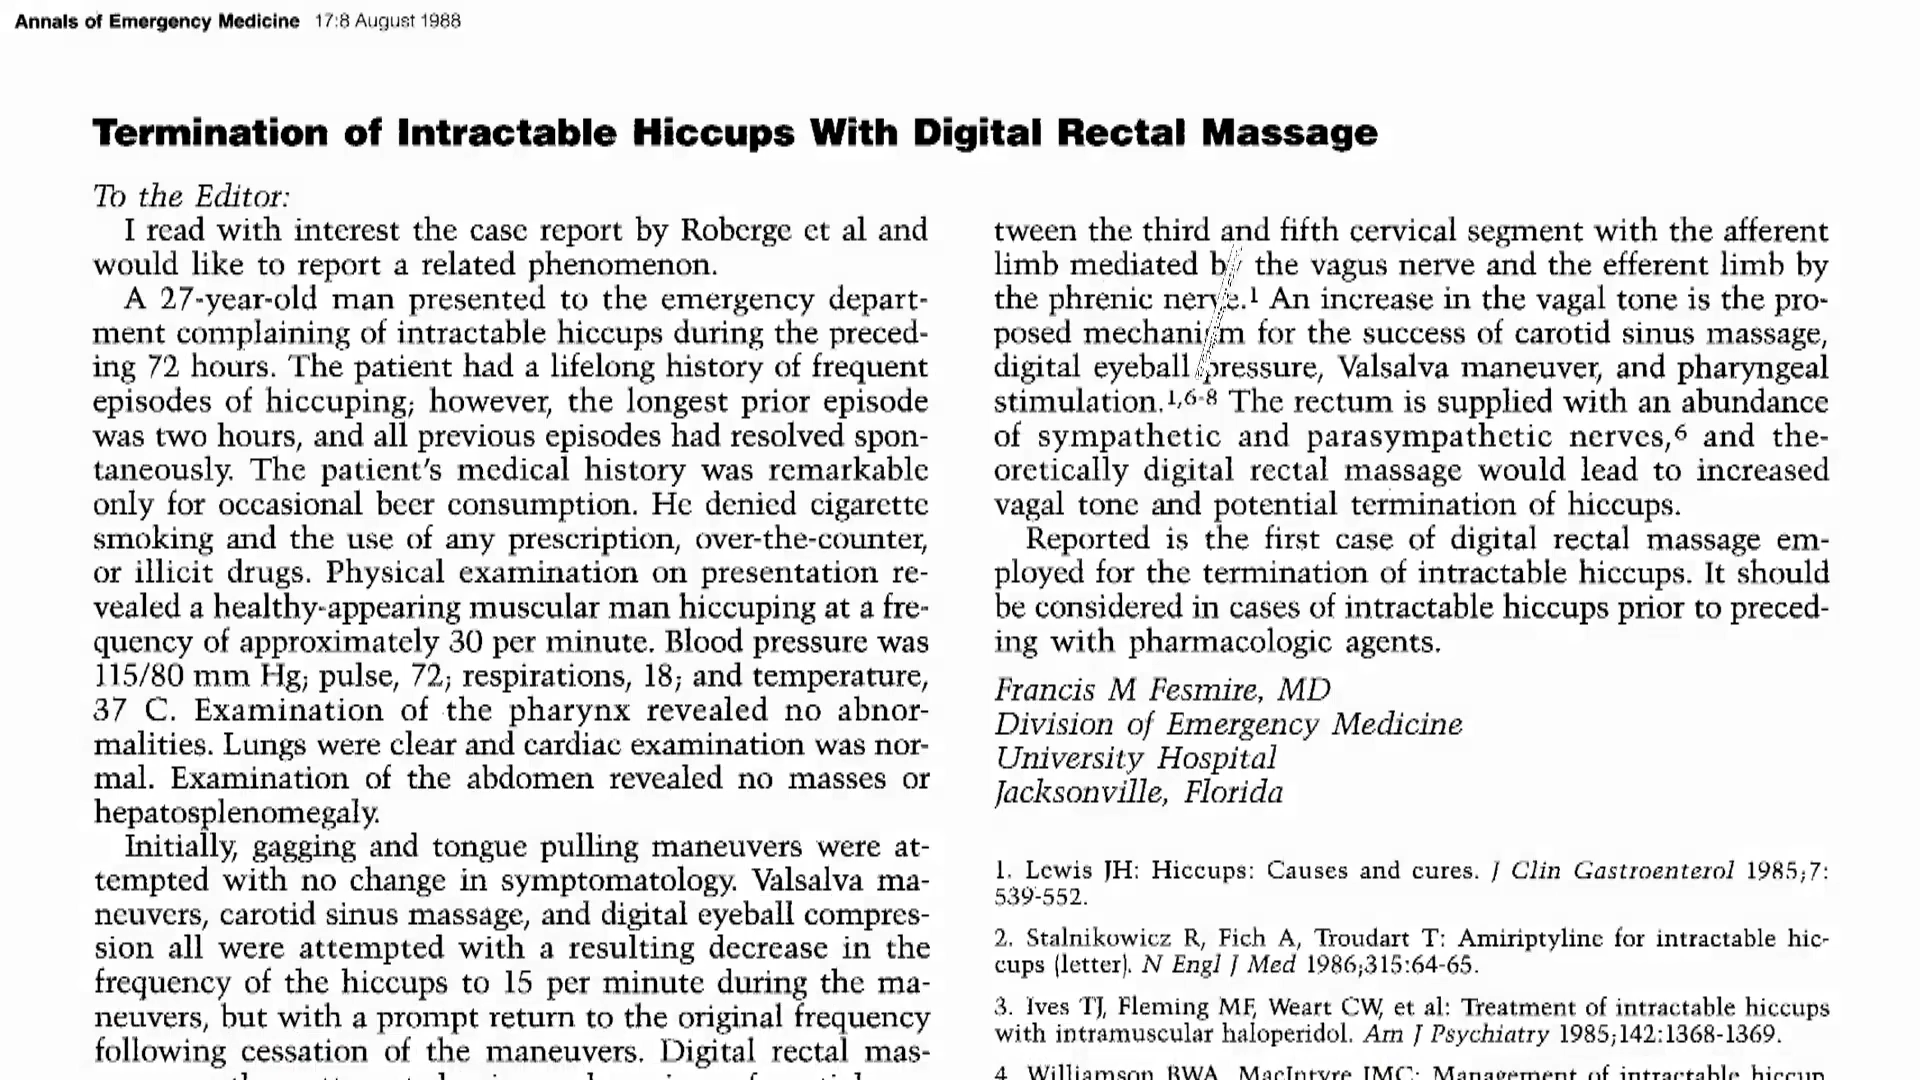 Annals of Emergency Medicine 17:8 August 1988
Termination of Intractable Hiccups With Digital Rectal Massage
To the Editor:
I read with interest the case report by Roberge et al and
would like to report a related phenomenon.
A 27-year-old man presented to the emergency depart-
ment complaining of intractable hiccups during the preced-
ing 72 hours. The patient had a lifelong history of frequent
episodes of hiccuping; however, the longest prior episode
was two hours, and all previous episodes had resolved spon-
taneously. The patient's medical history was remarkable
only for occasional beer consumption. He denied cigarette
smoking and the use of any prescription, over-the-counter,
or illicit drugs. Physical examination on presentation re-
vealed a healthy-appearing muscular man hiccuping at a fre-
quency of approximately 30 per minute. Blood pressure was
115/80 mm Hg; pulse, 72; respirations, 18; and temperature,
37 C. Examination of the pharynx revealed no abnor-
malities. Lungs were clear and cardiac examination was nor-
mal. Examination of the abdomen revealed no masses or
hepatosplenomegaly.
Initially, gagging and tongue pulling maneuvers were at-
tempted with no change in symptomatology. Valsalva ma-
neuvers, carotid sinus massage, and digital eyeball compres-
sion all were attempted with a resulting decrease in the
frequency of the hiccups to 15 per minute during the ma-
neuvers, but with a prompt return to the original frequency
following cessation of the maneuvers. Digital rectal mas-
tween the third and fifth cervical segment with the afferent
limb mediated by the vagus nerve and the efferent limb by
the phrenic nerve.1 An increase in the vagal tone is the pro-
posed mechanism for the success of carotid sinus massage,
digital eyeball pressure, Valsalva maneuver, and pharyngeal
stimulation.1,6-8 The rectum is supplied with an abundance
of sympathetic and parasympathetic nerves,6 and the-
oretically digital rectal massage would lead to increased
vagal tone and potential termination of hiccups.
Reported is the first case of digital rectal massage em-
ployed for the termination of intractable hiccups. It should
be considered in cases of intractable hiccups prior to preced-
ing with pharmacologic agents.
Francis M Fesmire, MD
Division of Emergency Medicine
University Hospital
Jacksonville, Florida
1. Lewis JH: Hiccups: Causes and cures. J Clin Gastroenterol 1985;7:
539-552.
2. Stalnikowicz R, Fich A, Troudart T: Amiriptyline for intractable hic-
cups (letter). N Engl J Med 1986;315:64-65.
3. Ives TJ, Fleming MF, Weart CW, et al: Treatment of intractable hiccups
with intramuscular haloperidol. Am J Psychiatry 1985;142:1368-1369.
4. Williamson BWA, MacIntyre IMC: Management of intractable hiccup.